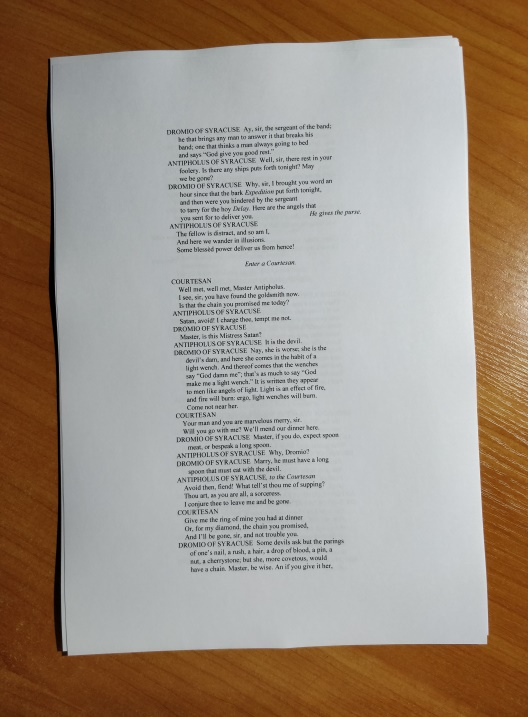 DROMIO OF SYRACUSE Ay, sir, the sergeant of the band;
he that brings any man to answer it that breaks his
band; one that thinks a man always going to bed
and says “God give you good rest.”
ANTIPHOLUS OF SYRACUSE Well, sir, there rest in your
foolery. Is there any ships puts forth tonight? May
we be gone?
DROMIO OF SYRACUSE Why, sir, I brought you word an
hour since that the bark Expedition put forth tonight,
and then were you hindered by the sergeant
to tarry for the hoy Delay. Here are the angels that
you sent for to deliver you. He gives the purse.
ANTIPHOLUS OF SYRACUSE
The fellow is distract, and so am I,
And here we wander in illusions.
Some blessèd power deliver us from hence!
Enter a Courtesan.
COURTESAN
Well met, well met, Master Antipholus.
I see, sir, you have found the goldsmith now.
Is that the chain you promised me today?
ANTIPHOLUS OF SYRACUSE
Satan, avoid! I charge thee, tempt me not.
DROMIO OF SYRACUSE
Master, is this Mistress Satan?
ANTIPHOLUS OF SYRACUSE It is the devil.
DROMIO OF SYRACUSE Nay, she is worse; she is the
devil’s dam, and here she comes in the habit of a
light wench. And thereof comes that the wenches
say “God damn me”; that’s as much to say “God
make me a light wench.” It is written they appear
to men like angels of light. Light is an effect of fire,
and fire will burn: ergo, light wenches will burn.
Come not near her.
COURTESAN
Your man and you are marvelous merry, sir.
Will you go with me? We’ll mend our dinner here.
DROMIO OF SYRACUSE Master, if you do, expect spoon
meat, or bespeak a long spoon.
ANTIPHOLUS OF SYRACUSE Why, Dromio?
DROMIO OF SYRACUSE Marry, he must have a long
spoon that must eat with the devil.
ANTIPHOLUS OF SYRACUSE, to the Courtesan
Avoid then, fiend! What tell’st thou me of supping?
Thou art, as you are all, a sorceress.
I conjure thee to leave me and be gone.
COURTESAN
Give me the ring of mine you had at dinner
Or, for my diamond, the chain you promised,
And I’ll be gone, sir, and not trouble you.
DROMIO OF SYRACUSE Some devils ask but the parings
of one’s nail, a rush, a hair, a drop of blood, a pin, a
nut, a cherrystone; but she, more covetous, would
have a chain. Master, be wise. An if you give it her,